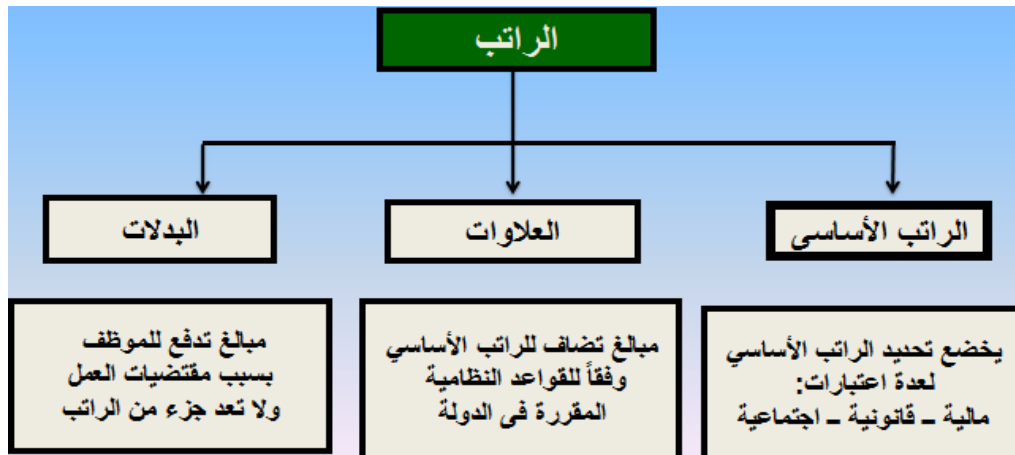 الراتب
الراتب الأساسي
العلاوات
البدلات
يخضع تحديد الراتب الأساسي
لعدة اعتبارات:
مالية – قانونية – اجتماعية
مبالغ تضاف للراتب الأساسي
وفقاً للقواعد النظامية
المقررة فى الدولة
مبالغ تدفع للموظف
بسبب مقتضيات العمل
ولا تعد جزء من الراتب